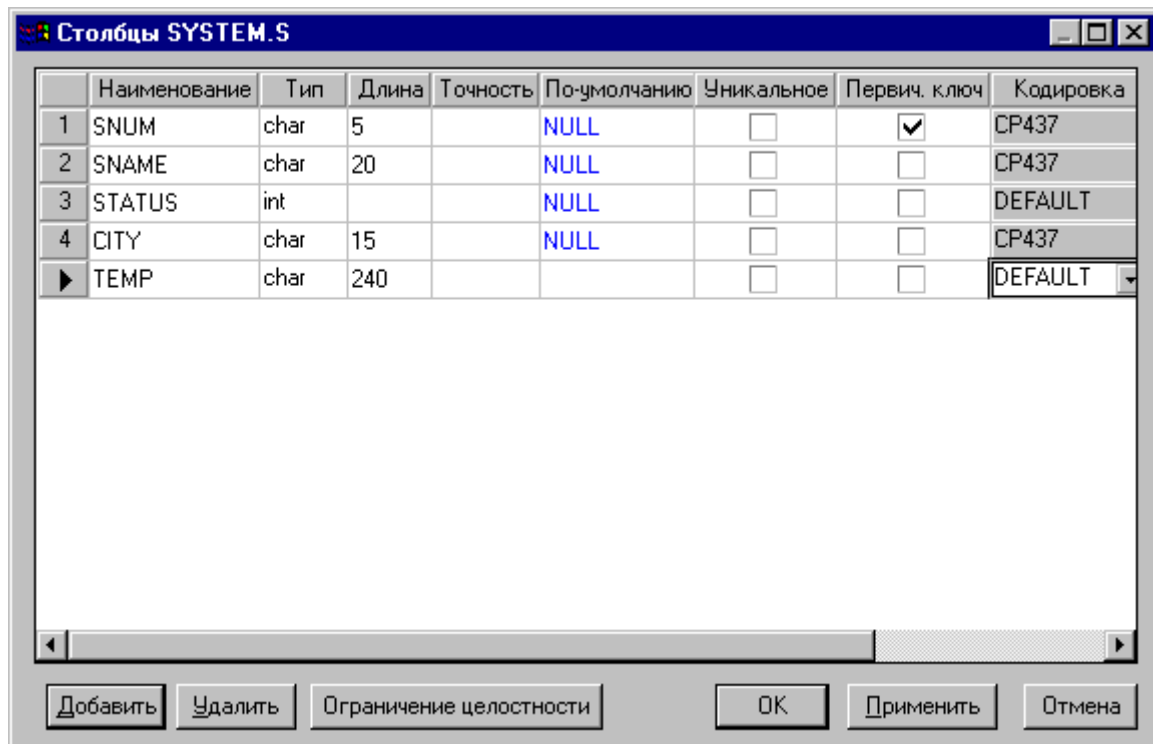 Столбцы SYSTEM.S
Наименование Тип Длина Точность По-умолчанию Уникальное Первич. ключ Кодировка
1 SNUM char 5 NULL CP437
2 SNAME char 20 NULL CP437
3 STATUS int NULL DEFAULT
4 CITY char 15 NULL CP437
TEMP char 240 DEFAULT
Добавить Удалить Ограничение целостности OK Применить Отмена